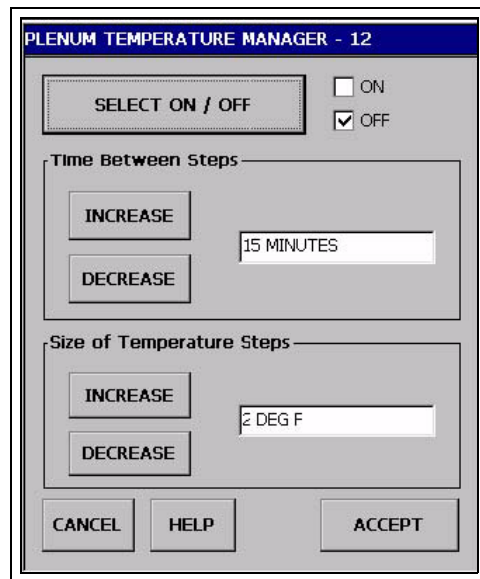 PLENUM TEMPERATURE MANAGER - 12
SELECT ON / OFF
ON
OFF
Time Between Steps
INCREASE
15 MINUTES
DECREASE
Size of Temperature Steps
INCREASE
2 DEG F
DECREASE
CANCEL
HELP
ACCEPT